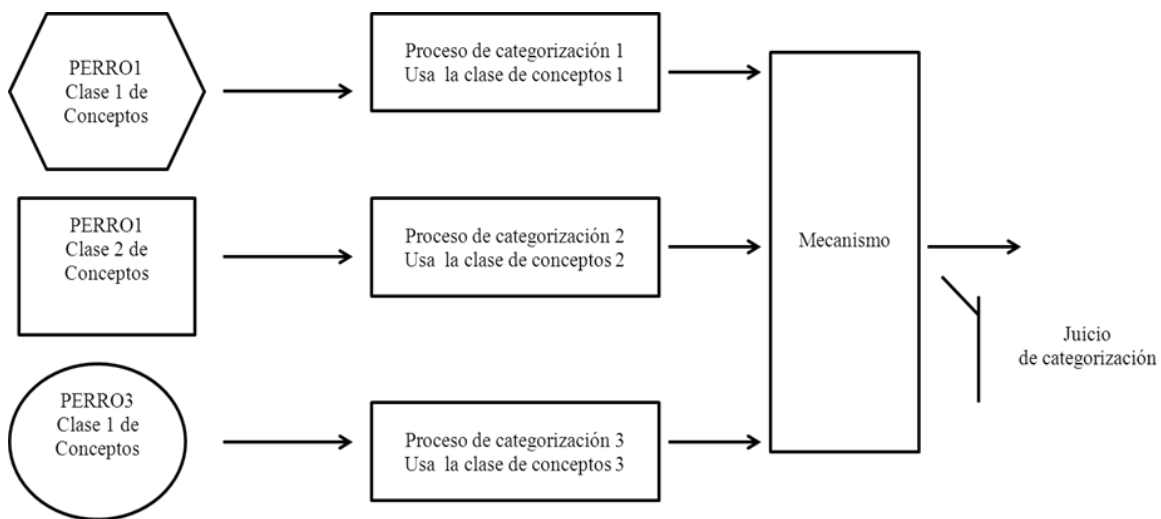 PERRO1
Clase 1 de
Conceptos
Proceso de categorización 1
Usa la clase de conceptos 1
PERRO1
Clase 2 de
Conceptos
Proceso de categorización 2
Usa la clase de conceptos 2
Mecanismo
Juicio
de categorización
PERRO3
Clase 1 de
Conceptos
Proceso de categorización 3
Usa la clase de conceptos 3